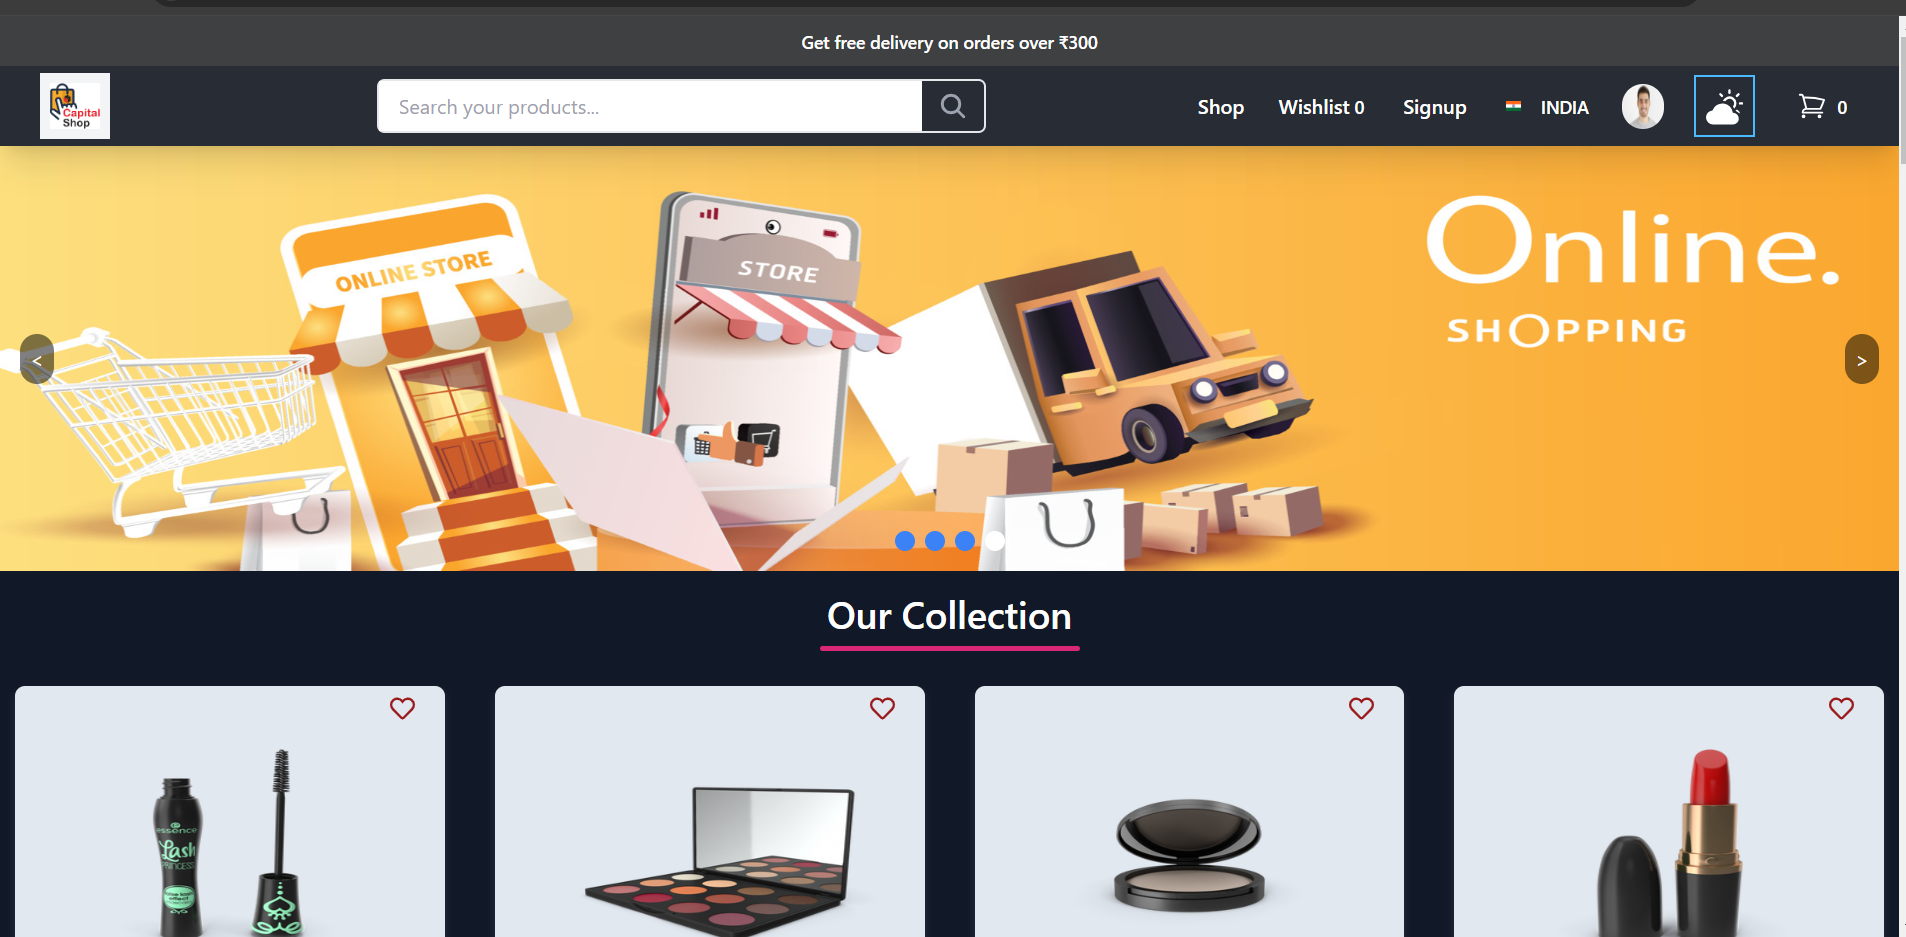 Get free delivery on orders over ₹300
Capital
Shop
Search your products...
Shop
Wishlist 0
Signup
INDIA
0
ONLINE STORE
STORE
Online.
SHOPPING
<
>
Our Collection
essence
Lash
PRINCESS